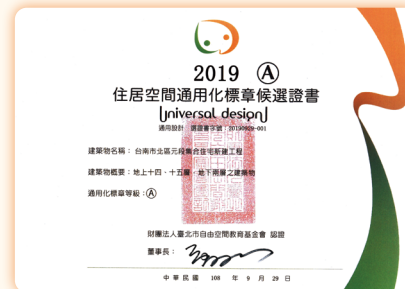 2019 Ⓐ
住居空間通用化標章候選證書
Universal design
通用設計 選證書字號：20190929-001
建築物名稱：台南市北區元段集合住宅新建工程
建築物概要：地上十四、十五層、地下兩層之建築物
通用化標章等級：Ⓐ
財團法人臺北市自由空間教育基金會 認證
董事長：
中華民國 108 年 9 月 29 日